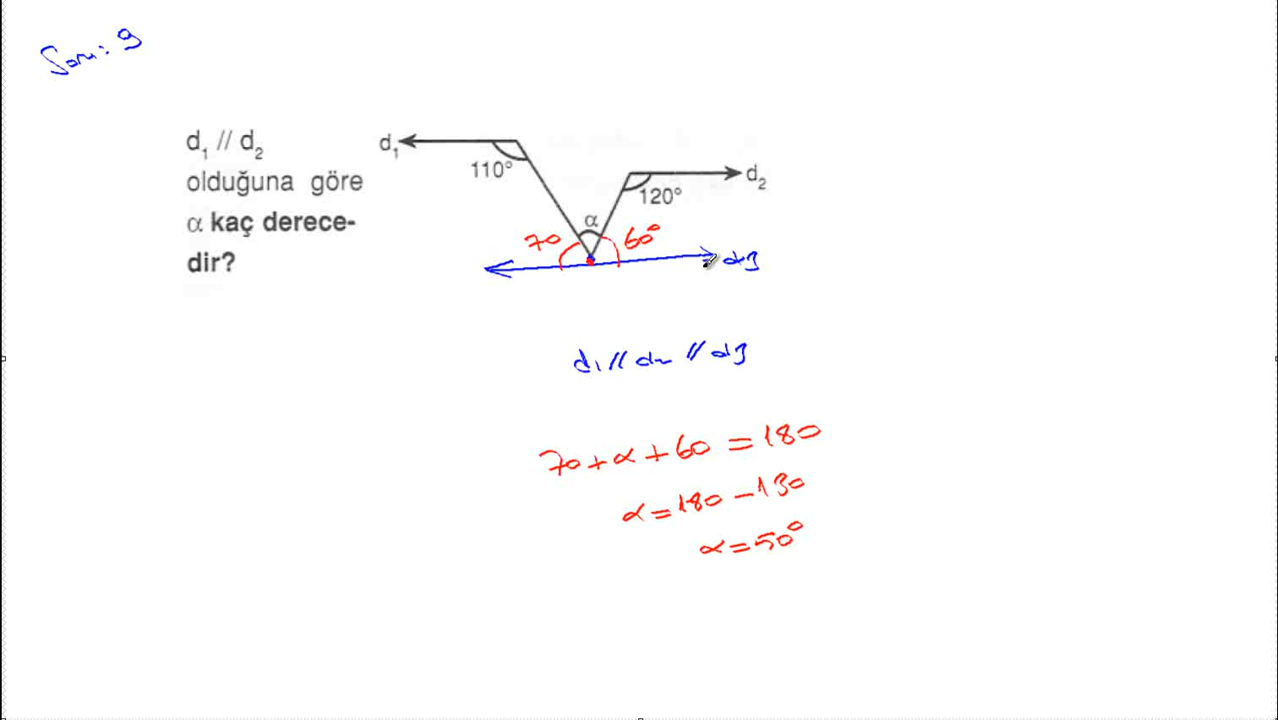 Soru: 9
d₁ // d₂
olduğuna göre
α kaç derece-
dir?
d₁
110°
α
120°
d₂
70
60°
d3
d₁ // d₂ // d3
70+α+60=180
α=180-130
α=50°